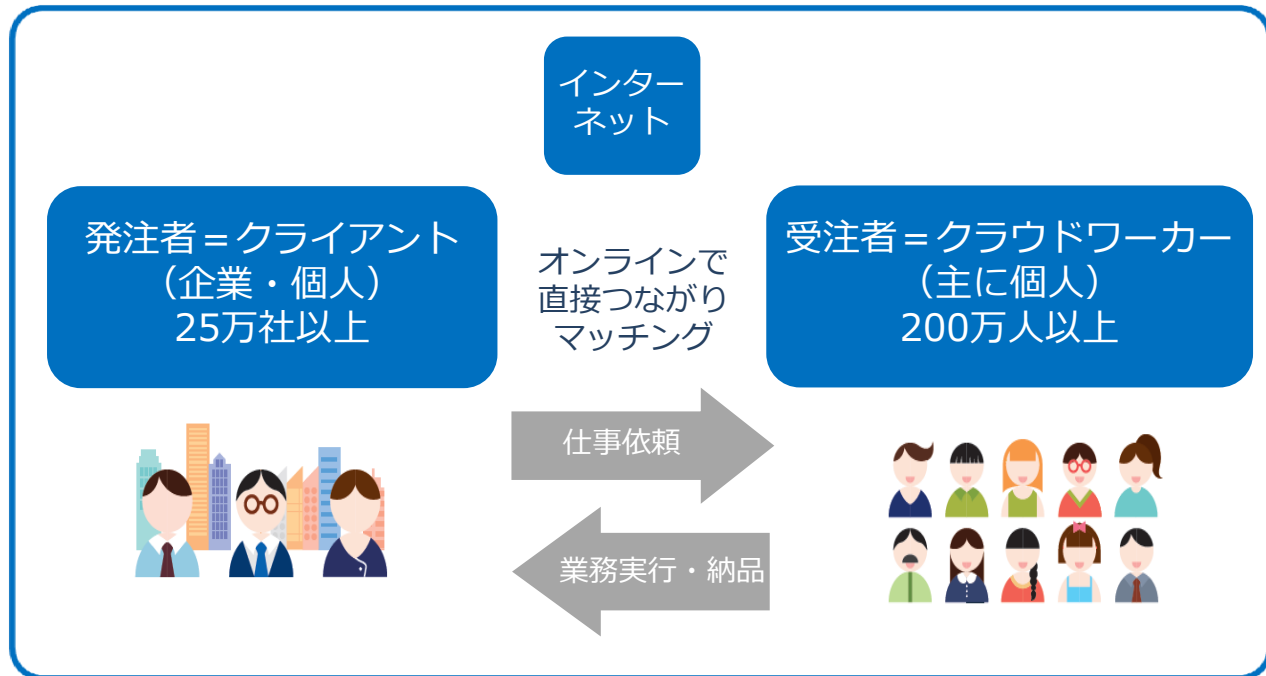 インター
ネット
発注者＝クライアント
（企業・個人）
25万社以上
オンラインで
直接つながり
マッチング
受注者＝クラウドワーカー
（主に個人）
200万人以上
仕事依頼
業務実行・納品